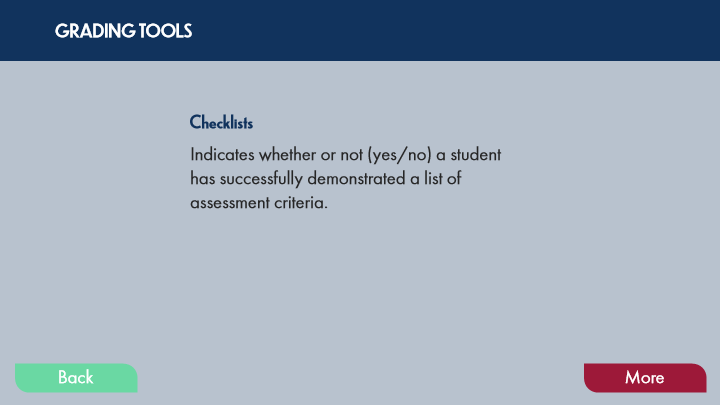 GRADING TOOLS
Checklists
Indicates whether or not (yes/no) a student
has successfully demonstrated a list of
assessment criteria.
Back
More